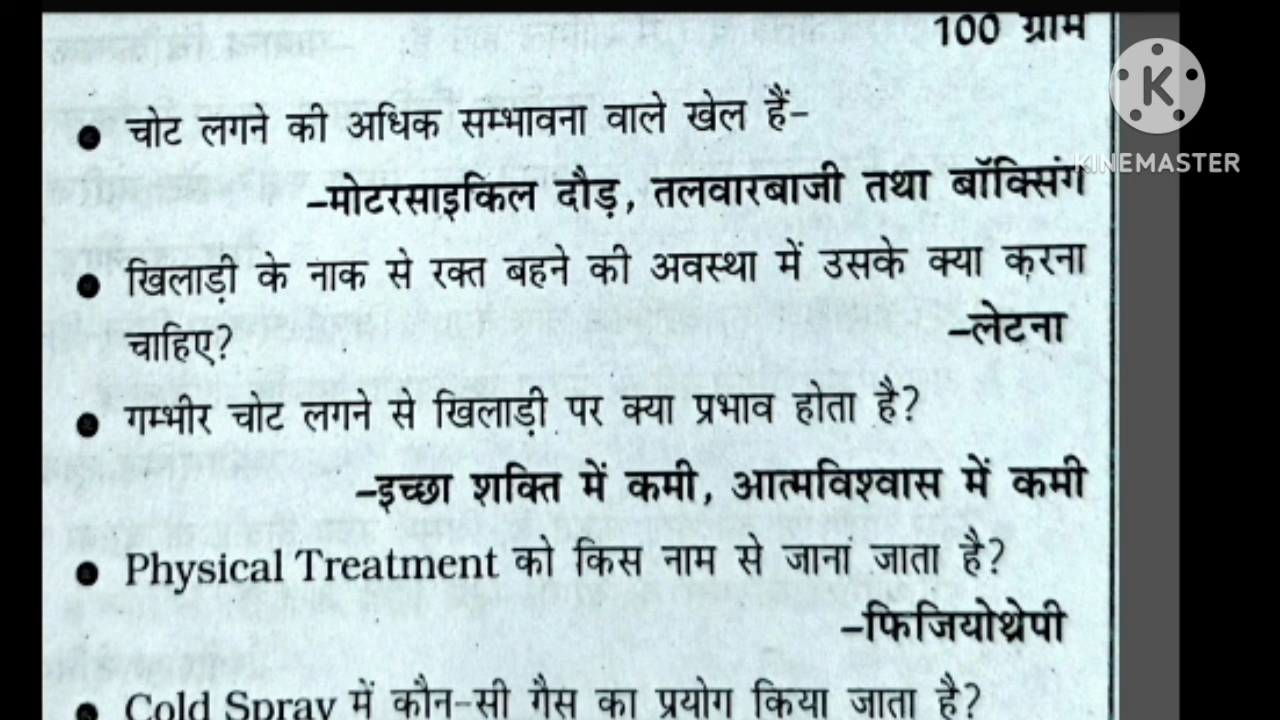 100 ग्राम
K
KINEMASTER
● चोट लगने की अधिक सम्भावना वाले खेल हैं-
–मोटरसाइकिल दौड़, तलवारबाजी तथा बॉक्सिंग
● खिलाड़ी के नाक से रक्त बहने की अवस्था में उसके क्या करना
चाहिए? –लेटना
● गम्भीर चोट लगने से खिलाड़ी पर क्या प्रभाव होता है?
–इच्छा शक्ति में कमी, आत्मविश्वास में कमी
● Physical Treatment को किस नाम से जाना जाता है?
–फिजियोथ्रेपी
● Cold Spray में कौन-सी गैस का प्रयोग किया जाता है?